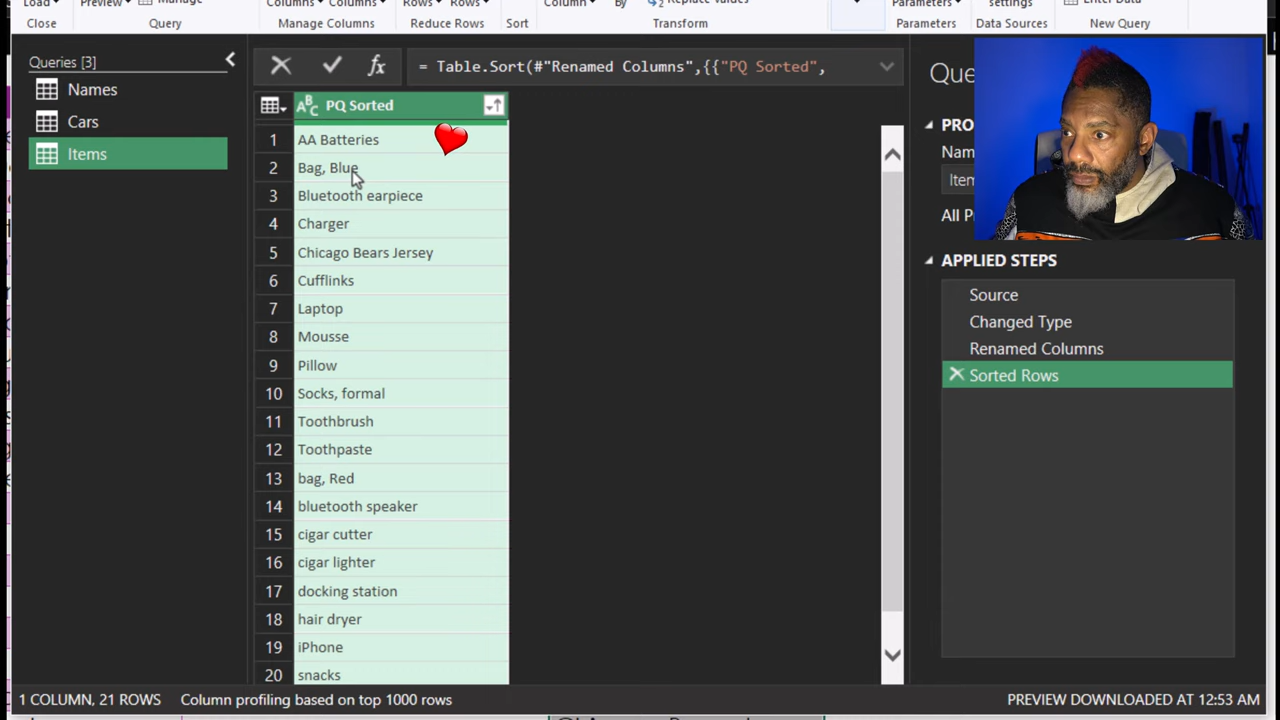 Load
Preview
Manage
Columns
Columns
Rows
Rows
Column
By
Replace Values
Parameters
settings
Enter Data
Close
Query
Manage Columns
Reduce Rows
Sort
Transform
Parameters
Data Sources
New Query
Queries [3]
Names
Cars
Items
= Table.Sort(#"Renamed Columns",{{"PQ Sorted",
PQ Sorted
1 AA Batteries
2 Bag, Blue
3 Bluetooth earpiece
4 Charger
5 Chicago Bears Jersey
6 Cufflinks
7 Laptop
8 Mousse
9 Pillow
10 Socks, formal
11 Toothbrush
12 Toothpaste
13 bag, Red
14 bluetooth speaker
15 cigar cutter
16 cigar lighter
17 docking station
18 hair dryer
19 iPhone
20 snacks
APPLIED STEPS
Source
Changed Type
Renamed Columns
Sorted Rows
1 COLUMN, 21 ROWS
Column profiling based on top 1000 rows
PREVIEW DOWNLOADED AT 12:53 AM